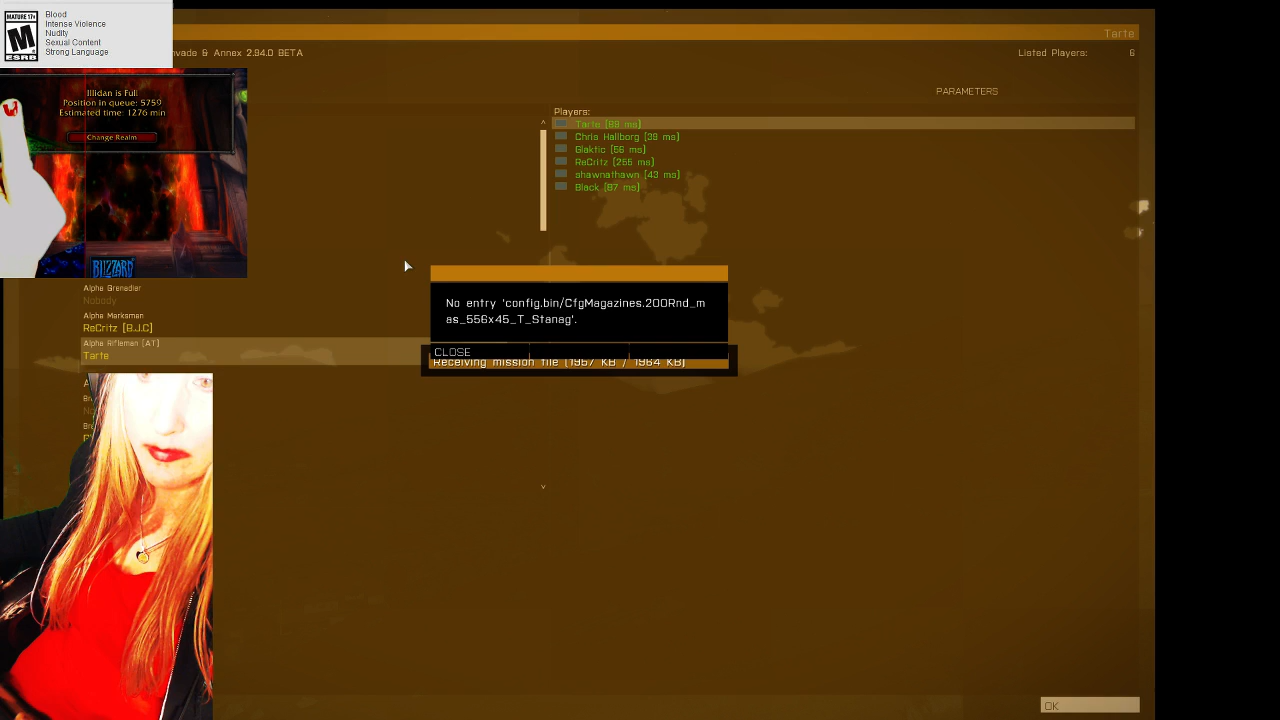 MATURE 17+
M
ESRB
Blood
Intense Violence
Nudity
Sexual Content
Strong Language
nvade & Annex 2.94.0 BETA
Tarte
Listed Players: 6
Illidan is Full
Position in queue: 5759
Estimated time: 1276 min
Change Realm
BLIZZARD
PARAMETERS
Players:
Tarte (89 ms)
Chris Hallborg (39 ms)
Glaktic (56 ms)
ReCritz (255 ms)
shawnathawn (43 ms)
Black (87 ms)
Alpha Grenadier
Nobody
Alpha Marksman
ReCritz [B.J.C]
Alpha Rifleman (AT)
Tarte
No entry 'config.bin/CfgMagazines.200Rnd_m
as_556x45_T_Stanag'.
CLOSE
Receiving mission file (1957 KB / 1964 KB)
OK